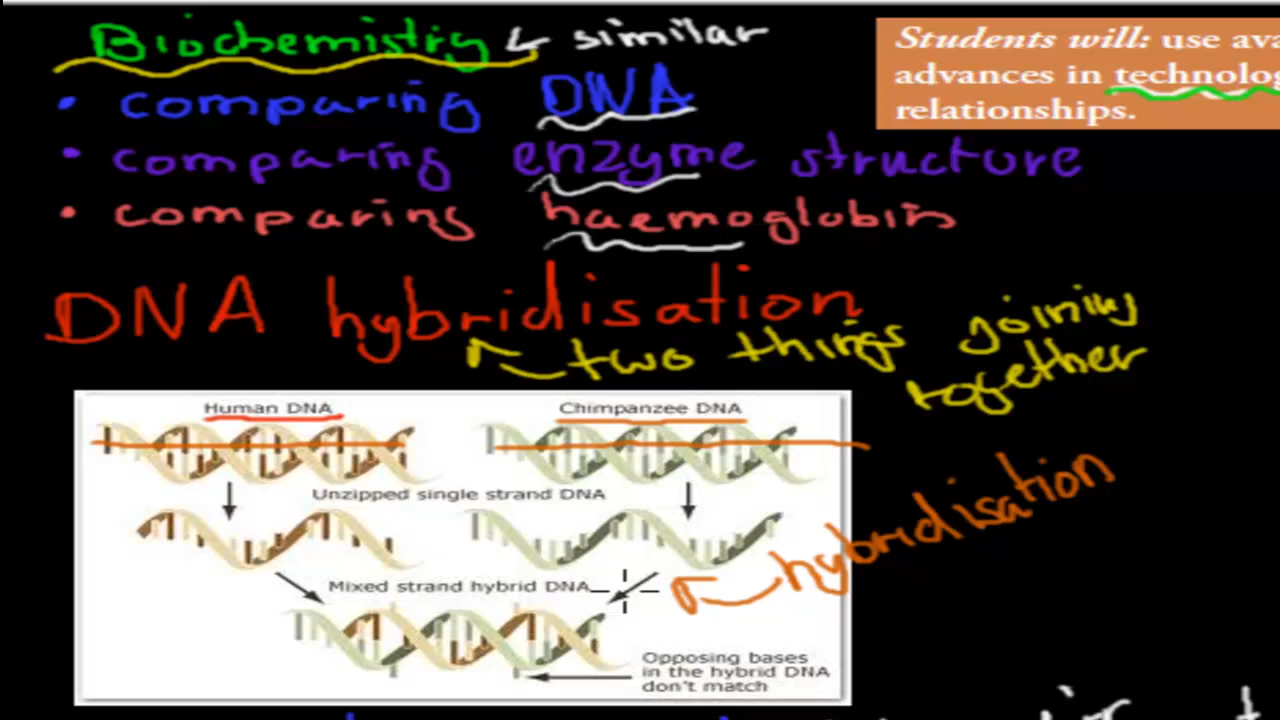 Biochemistry ← similar
Students will: use ava
advances in technolog
relationships.
• comparing DNA
• comparing enzyme structure
• comparing haemoglobin
DNA hybridisation
two things joining
together
Human DNA
Chimpanzee DNA
Unzipped single strand DNA
hybridisation
Mixed strand hybrid DNA
Opposing bases
in the hybrid DNA
don't match